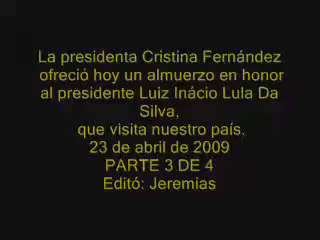 La presidenta Cristina Fernández
ofreció hoy un almuerzo en honor
al presidente Luiz Inácio Lula Da
Silva,
que visita nuestro país.
23 de abril de 2009
PARTE 3 DE 4
Editó: Jeremias